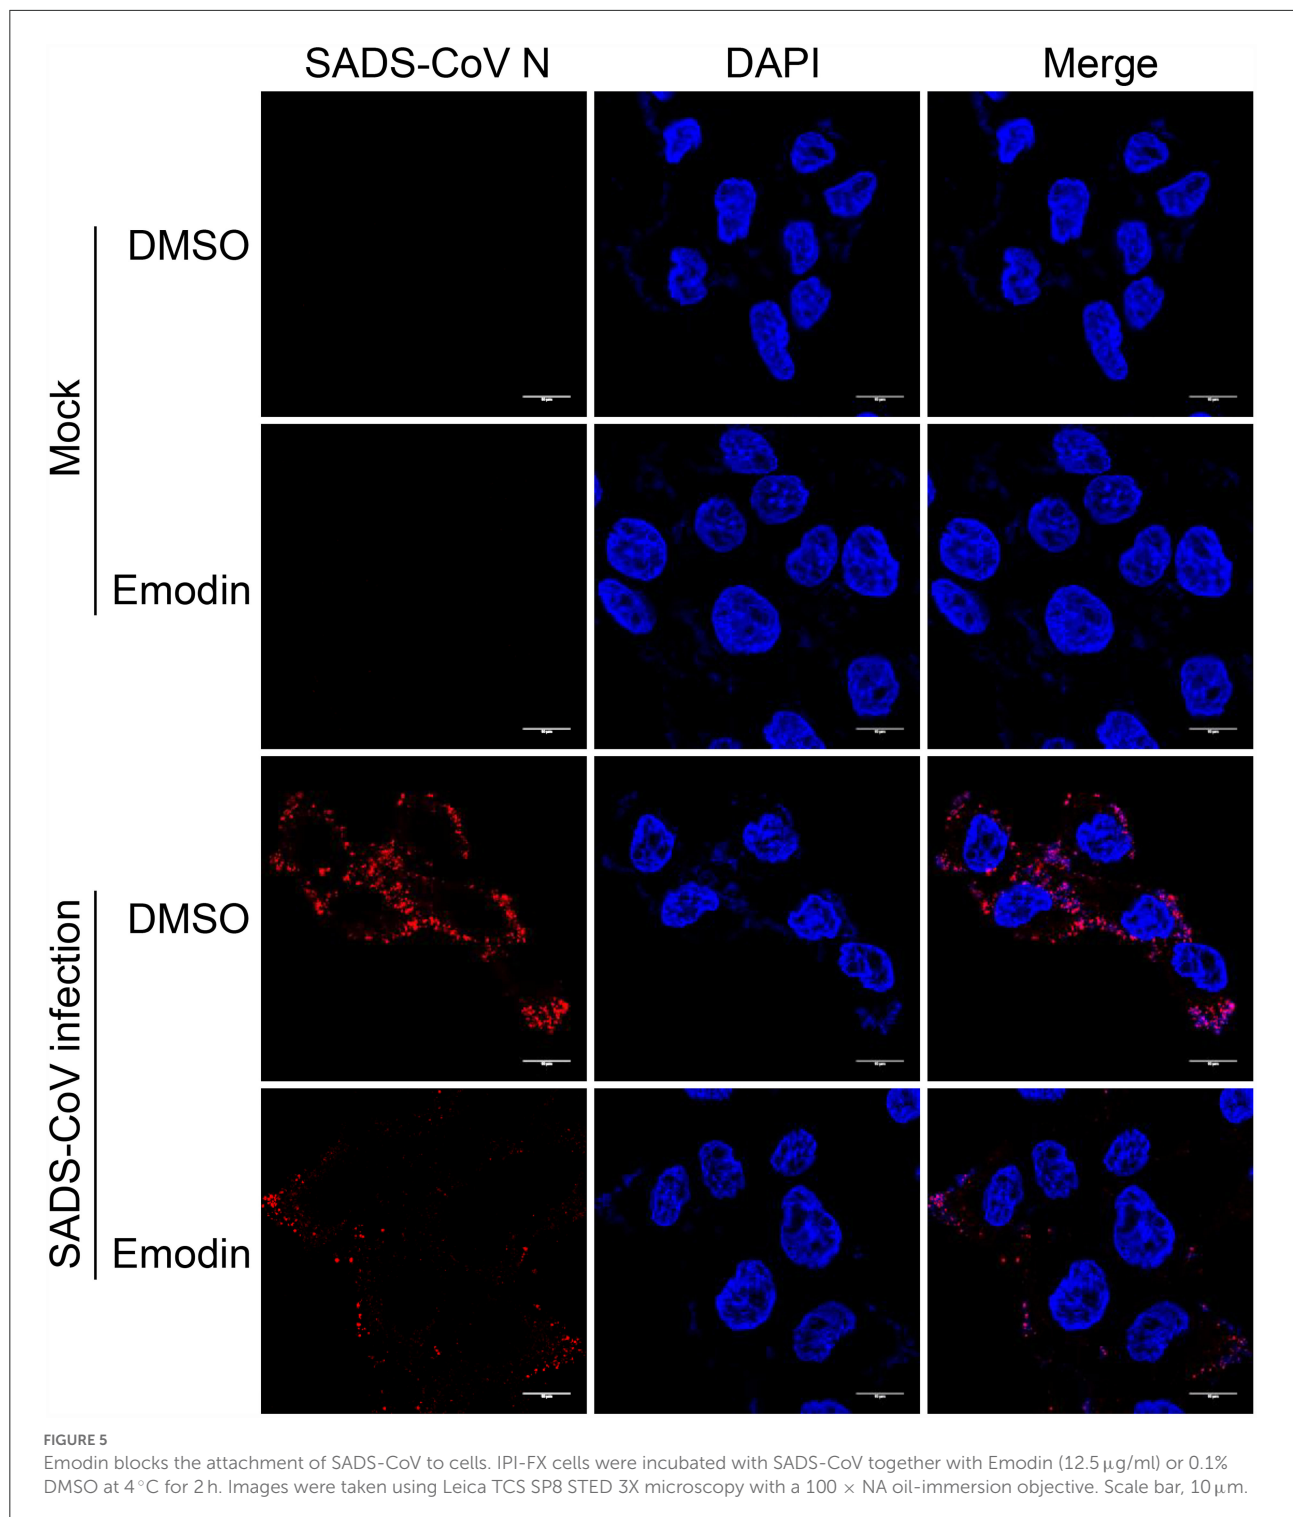 SADS-CoV N DAPI Merge
Mock
DMSO
Emodin
SADS-CoV infection
DMSO
Emodin
FIGURE 5
Emodin blocks the attachment of SADS-CoV to cells. IPI-FX cells were incubated with SADS-CoV together with Emodin (12.5 μg/ml) or 0.1%
DMSO at 4°C for 2 h. Images were taken using Leica TCS SP8 STED 3X microscopy with a 100 × NA oil-immersion objective. Scale bar, 10 μm.